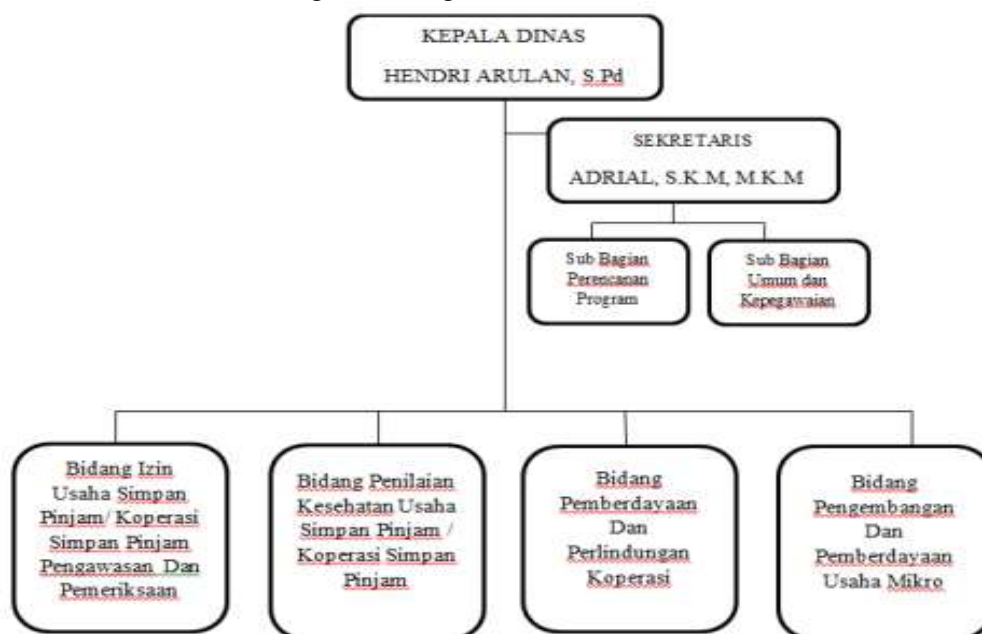 KEPALA DINAS
HENDRI ARULAN, S.Pd
SEKRETARIS
ADRIAL, S.K.M, M.K.M
Sub Bagian
Perencanan
Program
Sub Bagian
Umum dan
Kepegawaian
Bidang Izin
Usaha Simpan
Pinjam/ Koperasi
Simpan Pinjam
Pengawasan Dan
Pemeriksaan
Bidang Penilaian
Kesehatan Usaha
Simpan Pinjam /
Koperasi Simpan
Pinjam
Bidang
Pemberdayaan
Dan
Perlindungan
Koperasi
Bidang
Pengembangan
Dan
Pemberdayaan
Usaha Mikro